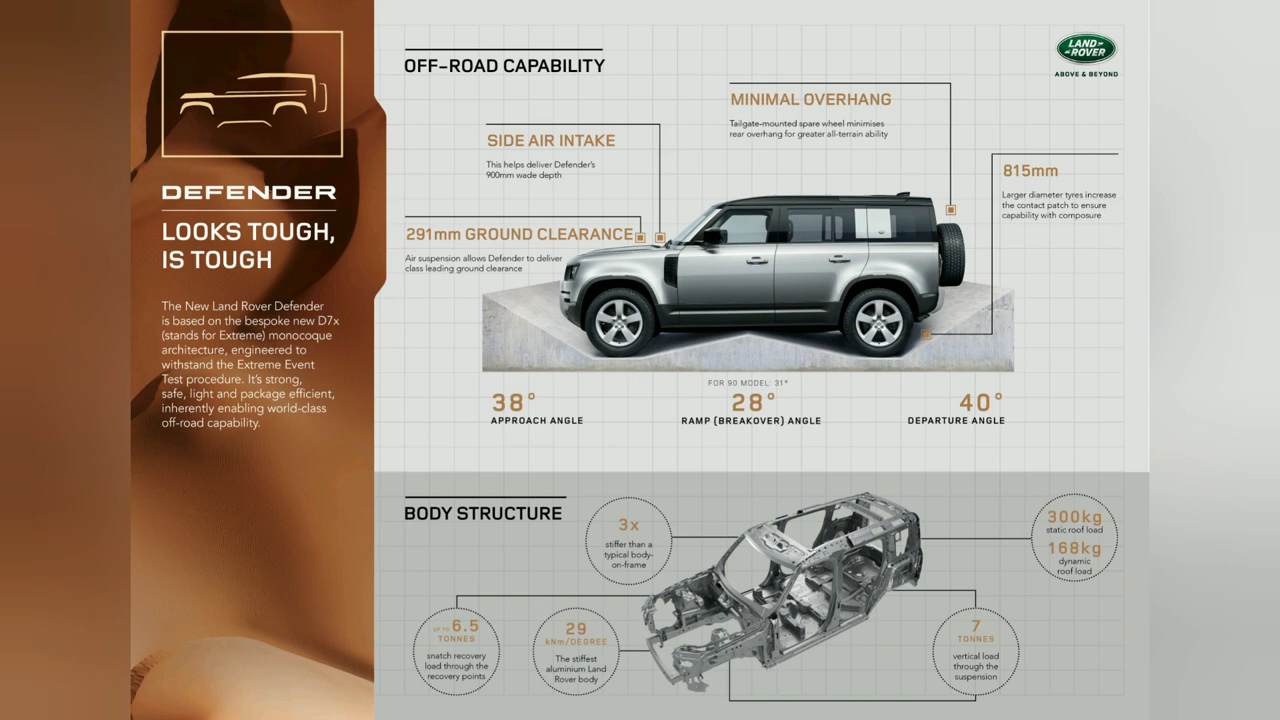 DEFENDER
LOOKS TOUGH,
IS TOUGH
The New Land Rover Defender
is based on the bespoke new D7x
(stands for Extreme) monocoque
architecture, engineered to
withstand the Extreme Event
Test procedure. It's strong,
safe, light and package efficient,
inherently enabling world-class
off-road capability.
OFF-ROAD CAPABILITY
LAND-
-ROVER
ABOVE & BEYOND
MINIMAL OVERHANG
Tailgate-mounted spare wheel minimises
rear overhang for greater all-terrain ability
SIDE AIR INTAKE
This helps deliver Defender's
900mm wade depth
815mm
Larger diameter tyres increase
the contact patch to ensure
capability with composure
291mm GROUND CLEARANCE
Air suspension allows Defender to deliver
class leading ground clearance
FOR 90 MODEL: 31°
38°
APPROACH ANGLE
28°
RAMP (BREAKOVER) ANGLE
40°
DEPARTURE ANGLE
BODY STRUCTURE
3x
stiffer than a
typical body-
on-frame
300kg
static roof load
168kg
dynamic
roof load
UP TO 6.5
TONNES
snatch recovery
load through the
recovery points
29
kNm/DEGREE
The stiffest
aluminium Land
Rover body
7
TONNES
vertical load
through the
suspension